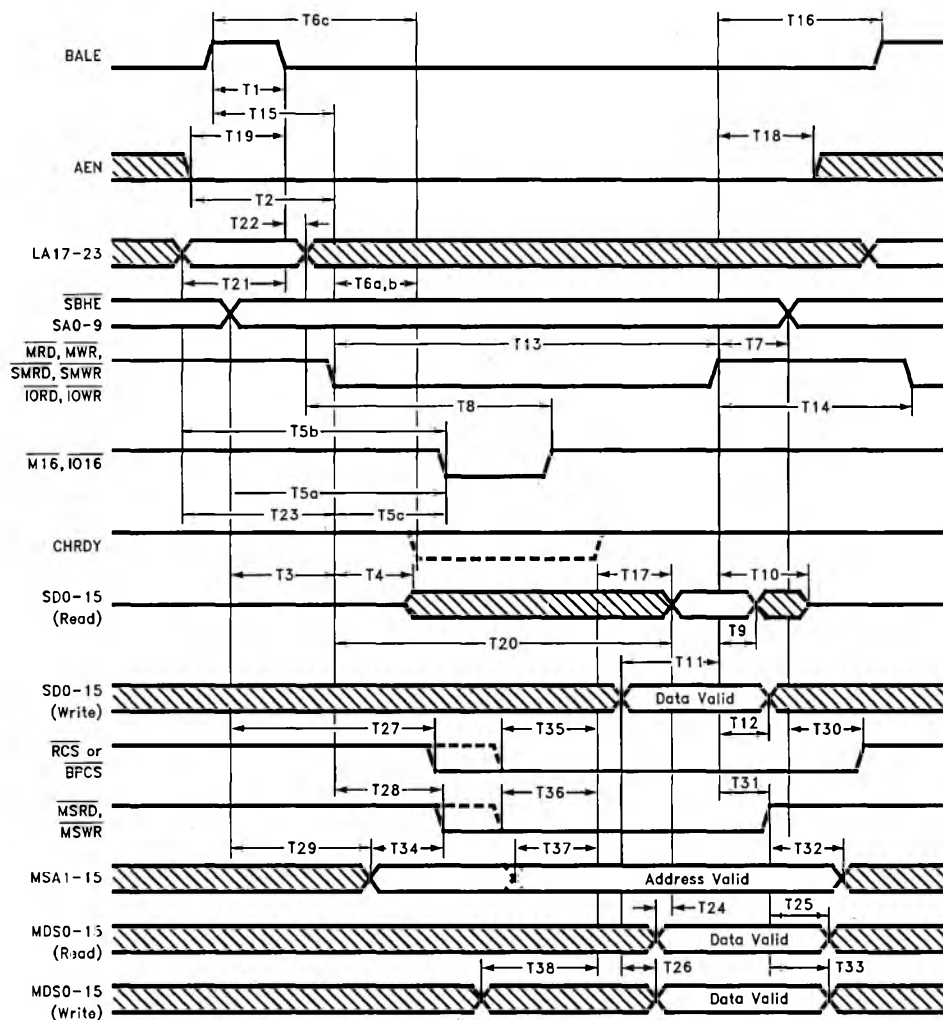 T6c T16
BALE
T1
T15
T19 T18
AEN
T2
T22
LA17-23
T21 T6a,b
SBHE
SA0-9
T13 T7
MRD, MWR,
SMRD, SMWR
IORD, IOWR
T8 T14
T5b
M16, IO16
T5a
T23 T5c
CHRDY
T3 T4 T17 T10
SD0-15
(Read)
T9
T20
T11
SD0-15
(Write)
Data Valid
T27 T35 T12 T30
RCS or
BPCS
T28 T36 T31
MSRD,
MSWR
T29 T34 T37 T32
MSA1-15 Address Valid
T24 T25
MDS0-15
(Read)
Data Valid
T38 T26 T33
MDS0-15
(Write)
Data Valid